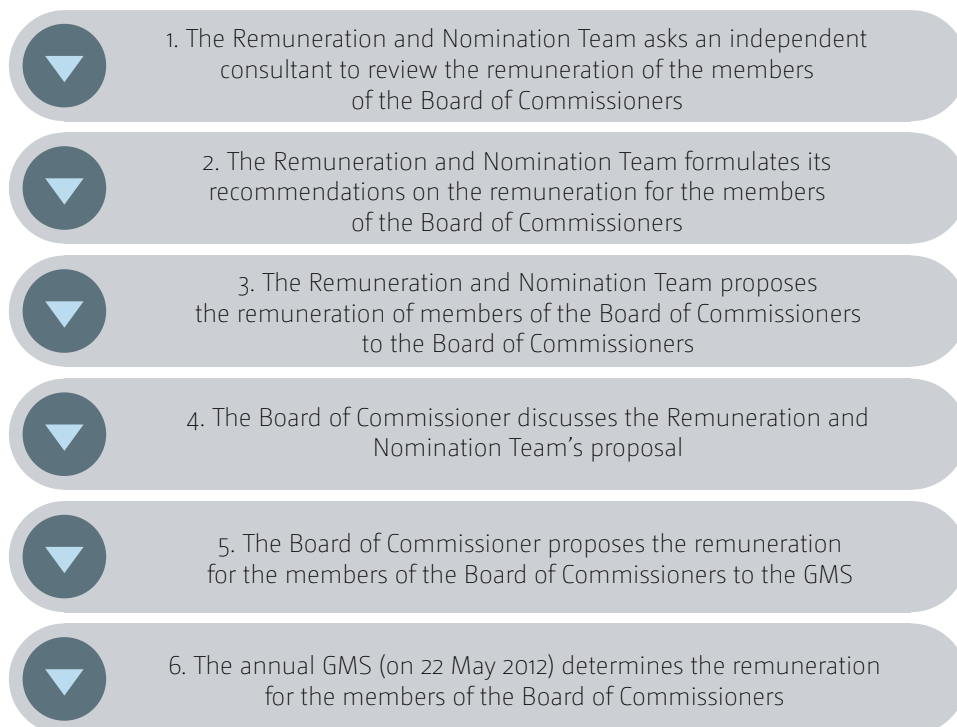 1. The Remuneration and Nomination Team asks an independent
consultant to review the remuneration of the members
of the Board of Commissioners
2. The Remuneration and Nomination Team formulates its
recommendations on the remuneration for the members
of the Board of Commissioners
3. The Remuneration and Nomination Team proposes
the remuneration of members of the Board of Commissioners
to the Board of Commissioners
4. The Board of Commissioner discusses the Remuneration and
Nomination Team’s proposal
5. The Board of Commissioner proposes the remuneration
for the members of the Board of Commissioners to the GMS
6. The annual GMS (on 22 May 2012) determines the remuneration
for the members of the Board of Commissioners